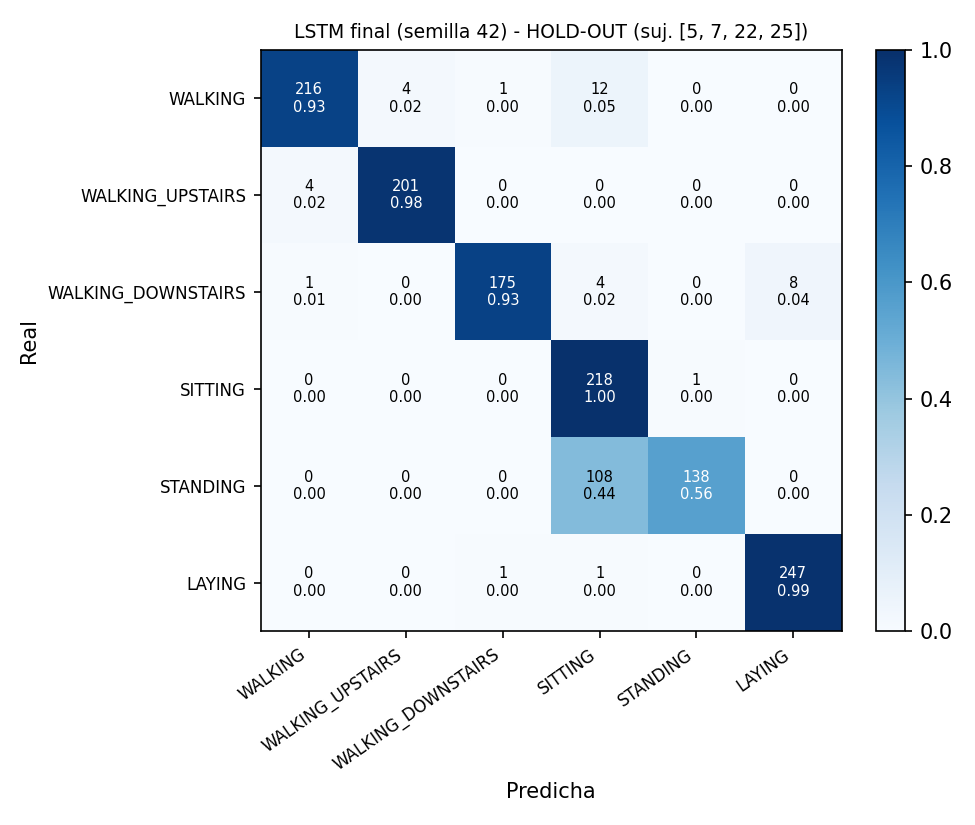 LSTM final (semilla 42) - HOLD-OUT (suj. [5, 7, 22, 25])
Real
WALKING
216 4 1 12 0 0
0.93 0.02 0.00 0.05 0.00 0.00
WALKING_UPSTAIRS
4 201 0 0 0 0
0.02 0.98 0.00 0.00 0.00 0.00
WALKING_DOWNSTAIRS
1 0 175 4 0 8
0.01 0.00 0.93 0.02 0.00 0.04
SITTING
0 0 0 218 1 0
0.00 0.00 0.00 1.00 0.00 0.00
STANDING
0 0 0 108 138 0
0.00 0.00 0.00 0.44 0.56 0.00
LAYING
0 0 1 1 0 247
0.00 0.00 0.00 0.00 0.00 0.99
WALKING
WALKING_UPSTAIRS
WALKING_DOWNSTAIRS
SITTING
STANDING
LAYING
Predicha
1.0
0.8
0.6
0.4
0.2
0.0